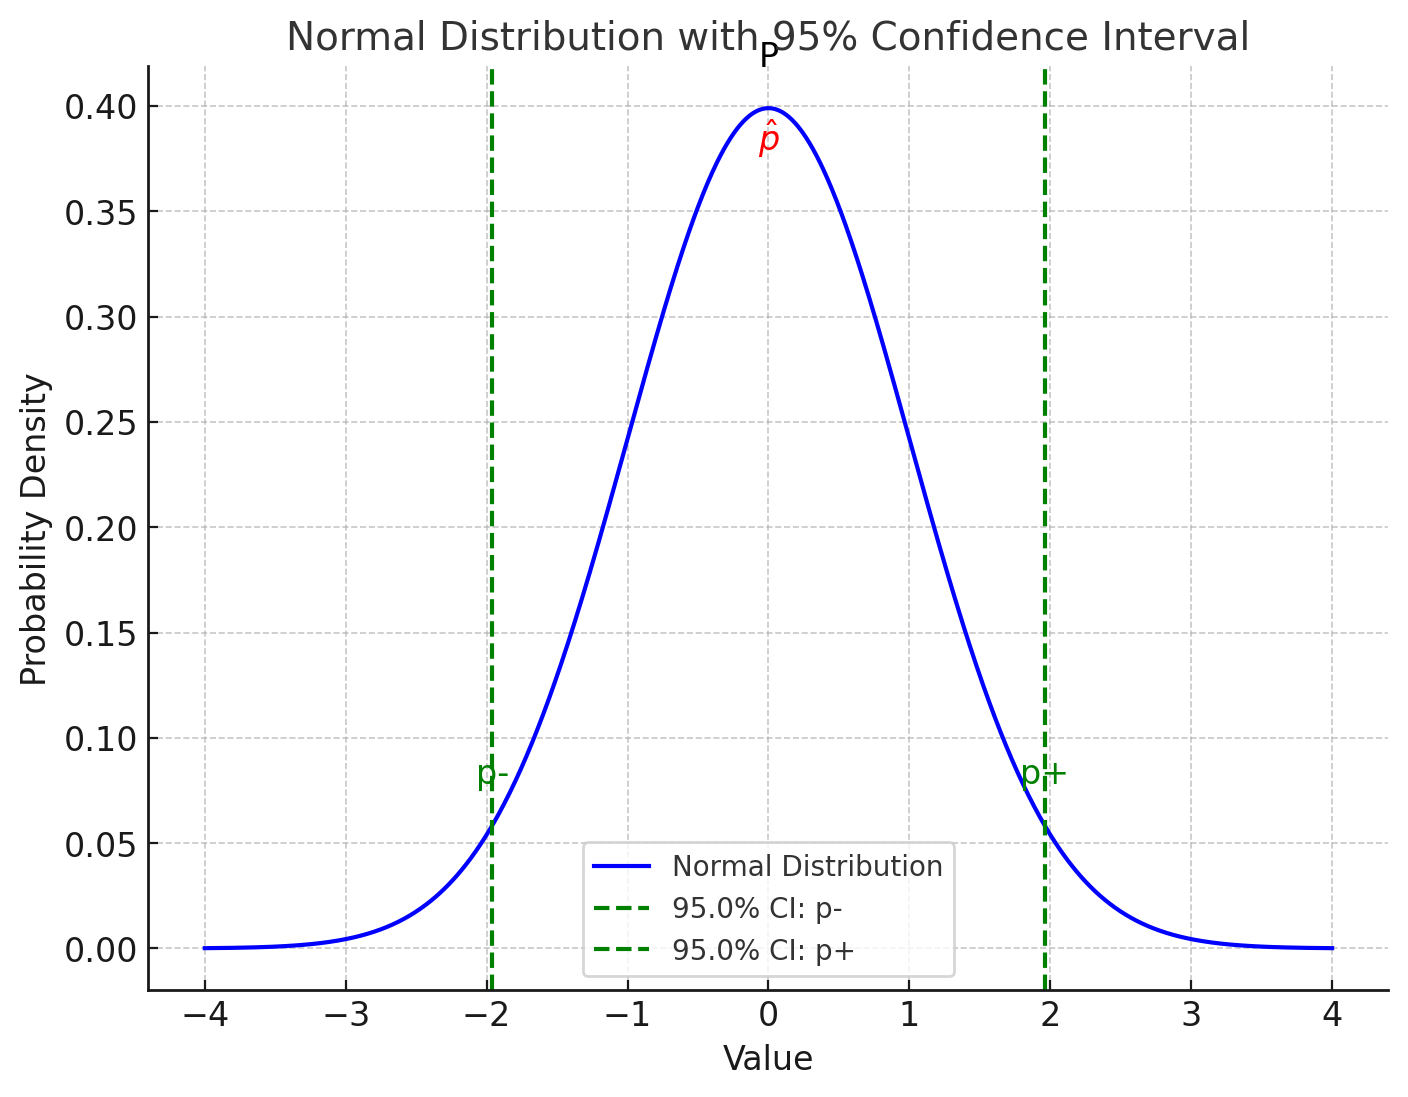 Normal Distribution with 95% Confidence Interval
P
p̂
0.40
0.35
0.30
0.25
0.20
0.15
0.10
0.05
0.00
Probability Density
p-
p+
Normal Distribution
95.0% CI: p-
95.0% CI: p+
−4 −3 −2 −1 0 1 2 3 4
Value